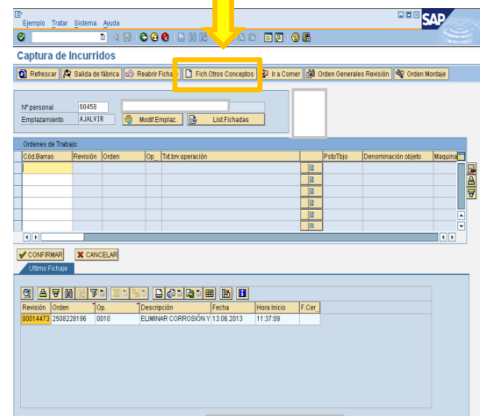 Ejemplo Tratar Sistema Ayuda
SAP
Captura de Incurridos
Refrescar Salida de fábrica Reabrir Ficha Fich.Otros Conceptos Ir a Comer Orden Generales Revisión Orden Montaje
Nº personal 60458
Emplazamiento AJALVIR Modif.Emplaz. List.Fichadas
Ordenes de Trabajo:
Cód.Barras Revisión Orden Op. Txt.brv.operación PstoTbjo Denominación objeto Maquina
CONFIRMAR CANCELAR
Ultimo Fichaje
Revisión Orden Op. Descripción Fecha Hora Inicio F.Cer
00014473 2508228196 0010 ELIMINAR CORROSIÓN Y 13.06.2013 11:37:09